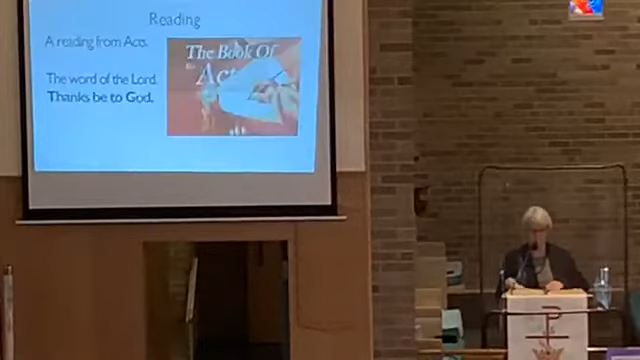 Reading
A reading from Acts.
The Book Of
The word of the Lord.
Thanks be to God.